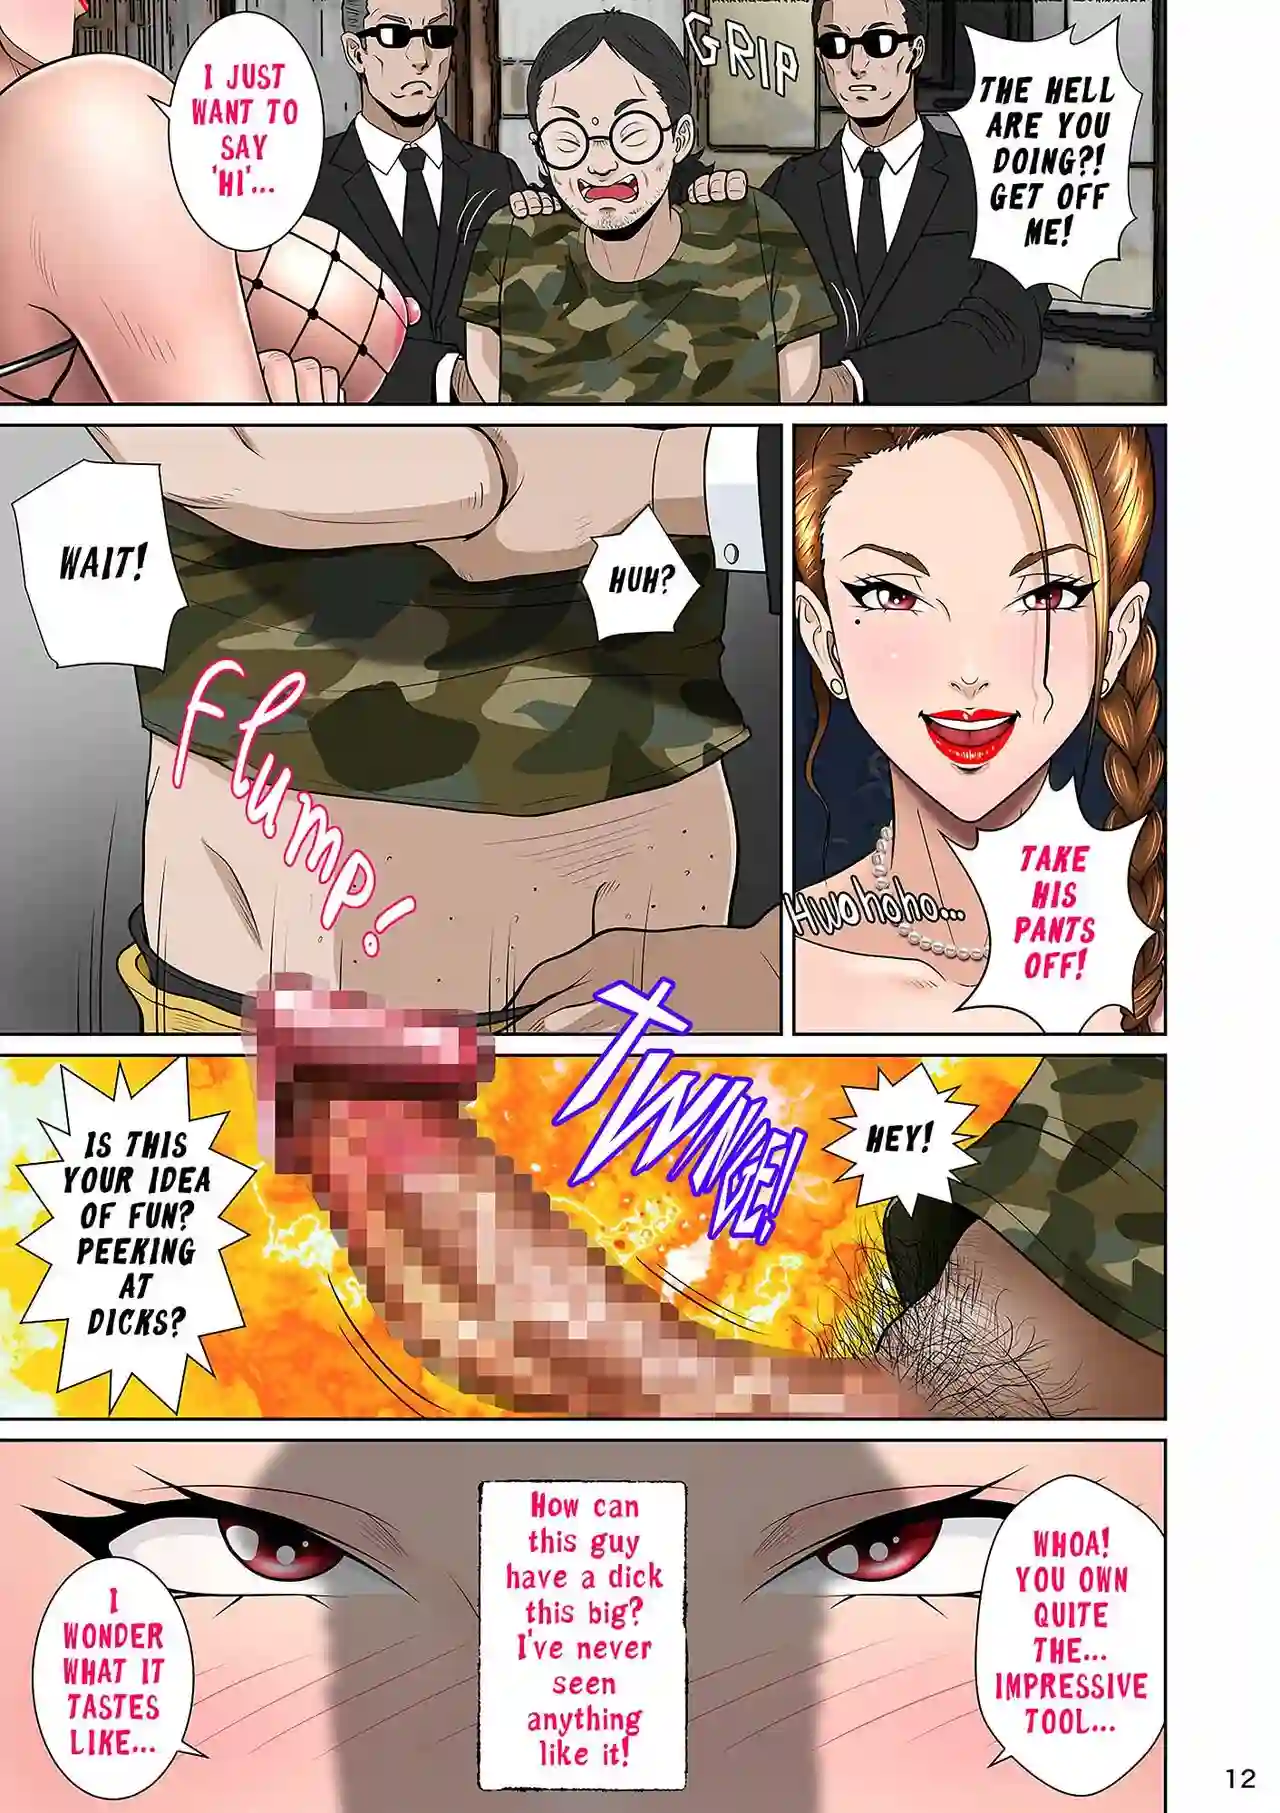 THE HELL
ARE YOU
DOING?!
GET OFF
ME!
GRIP
I JUST
WANT TO
SAY
'HI'...
TAKE
HIS
PANTS
OFF!
Hwohoho...
HUH?
WAIT!
Flump!
HEY!
TWINGE!
IS THIS
YOUR IDEA
OF FUN?
PEEKING
AT
DICKS?
WHOA!
YOU OWN
QUITE
THE...
IMPRESSIVE
TOOL...
How can
this guy
have a dick
this big?
I've never
seen
anything
like it!
I
WONDER
WHAT IT
TASTES
LIKE...
12